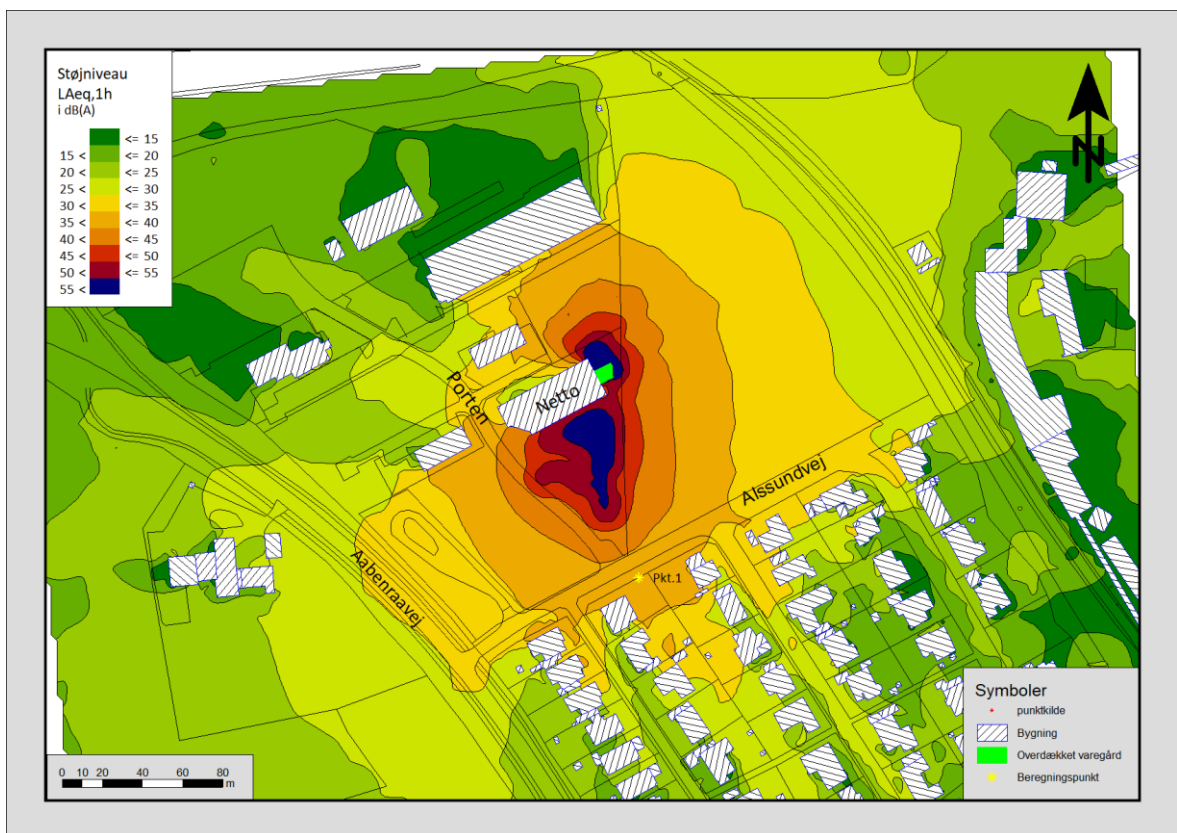 Støjniveau
LAeq,1h
i dB(A)
<= 15
15 < <= 20
20 < <= 25
25 < <= 30
30 < <= 35
35 < <= 40
40 < <= 45
45 < <= 50
50 < <= 55
55 <
N
Netto
Porten
Alssundvej
Aabenraavej
Pkt.1
Symboler
punktkilde
Bygning
Overdækket varegård
Beregningspunkt
0 10 20 40 60 80
m